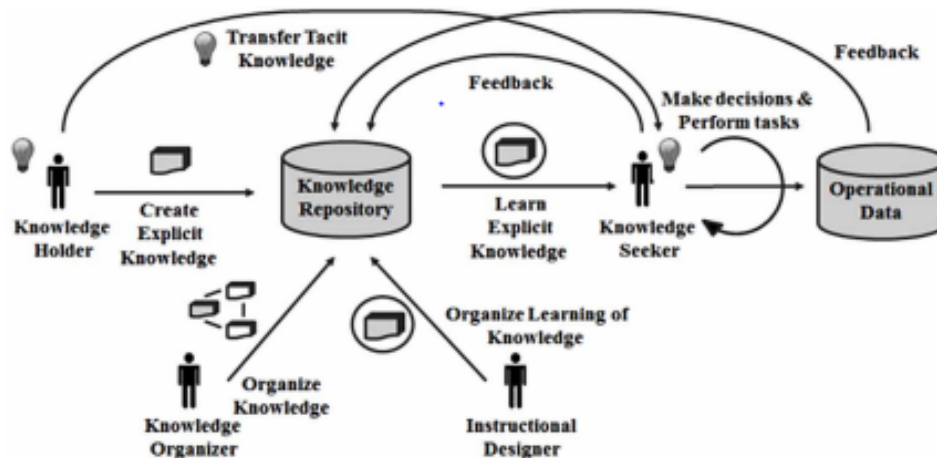 Transfer Tacit
Knowledge
Feedback
Feedback
Make decisions &
Perform tasks
Knowledge
Holder
Create
Explicit
Knowledge
Knowledge
Repository
Learn
Explicit
Knowledge
Knowledge
Seeker
Operational
Data
Knowledge
Organizer
Organize
Knowledge
Organize Learning of
Knowledge
Instructional
Designer